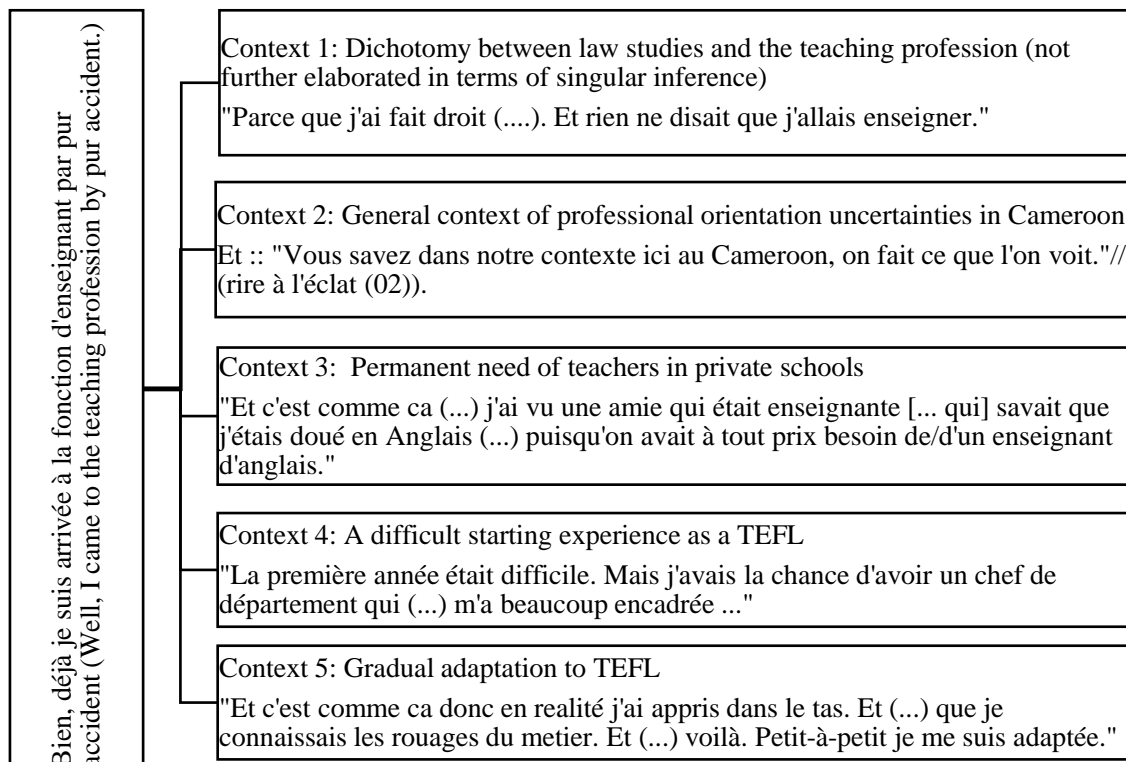 Bien, déjà je suis arrivée à la fonction d'enseignant par pur
accident (Well, I came to the teaching profession by pur accident.)
Context 1: Dichotomy between law studies and the teaching profession (not
further elaborated in terms of singular inference)
"Parce que j'ai fait droit (....). Et rien ne disait que j'allais enseigner."
Context 2: General context of professional orientation uncertainties in Cameroon
Et :: "Vous savez dans notre contexte ici au Cameroon, on fait ce que l'on voit."//
(rire à l'éclat (02)).
Context 3:  Permanent need of teachers in private schools
"Et c'est comme ca (...) j'ai vu une amie qui était enseignante [... qui] savait que
j'étais doué en Anglais (...) puisqu'on avait à tout prix besoin de/d'un enseignant
d'anglais."
Context 4: A difficult starting experience as a TEFL
"La première année était difficile. Mais j'avais la chance d'avoir un chef de
département qui (...) m'a beaucoup encadrée ..."
Context 5: Gradual adaptation to TEFL
"Et c'est comme ca donc en realité j'ai appris dans le tas. Et (...) que je
connaissais les rouages du metier. Et (...) voilà. Petit-à-petit je me suis adaptée."